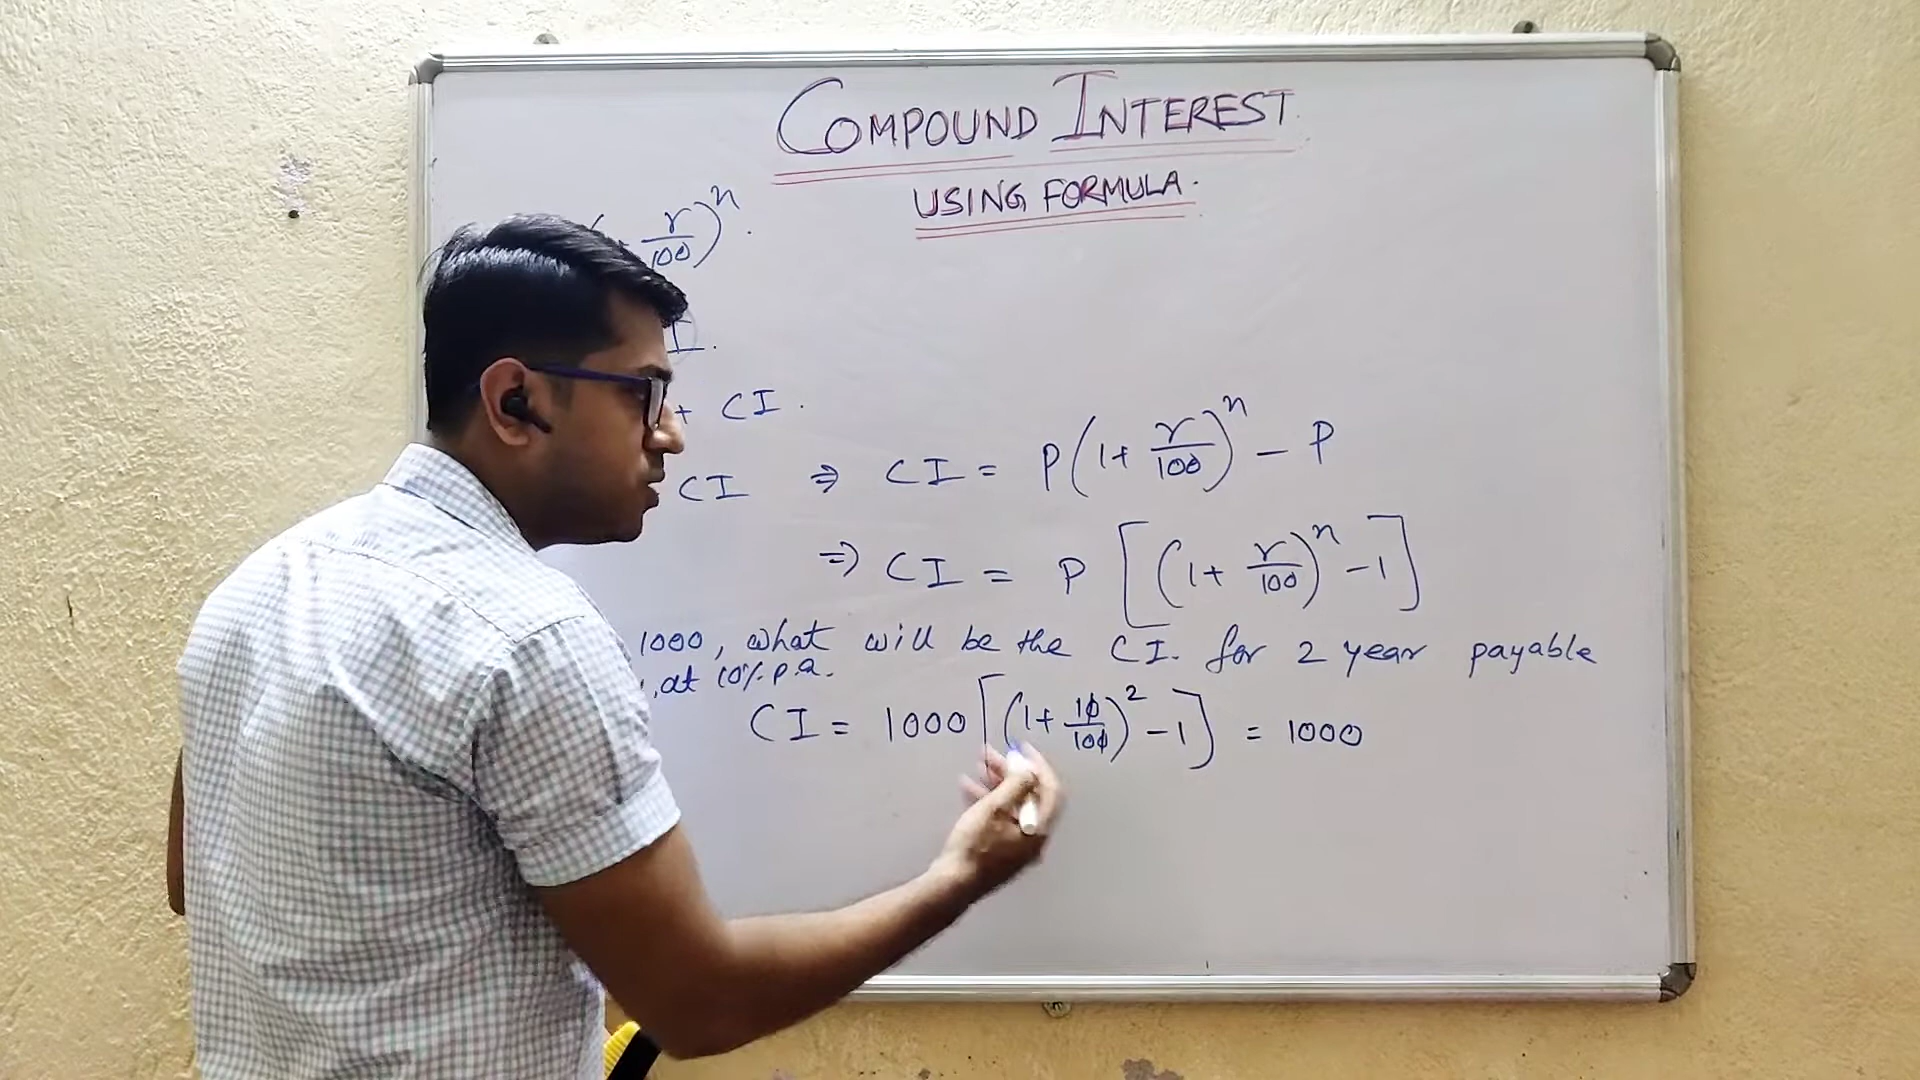 COMPOUND INTEREST
USING FORMULA.
r/100)^n.
I.
+ CI.
CI ⇒ CI = P(1 + r/100)^n − P
⇒ CI = P [(1 + r/100)^n − 1]
1000, what will be the CI. for 2 year payable
, at 10% p.a.
CI = 1000 [(1 + 10/100)^2 − 1] = 1000